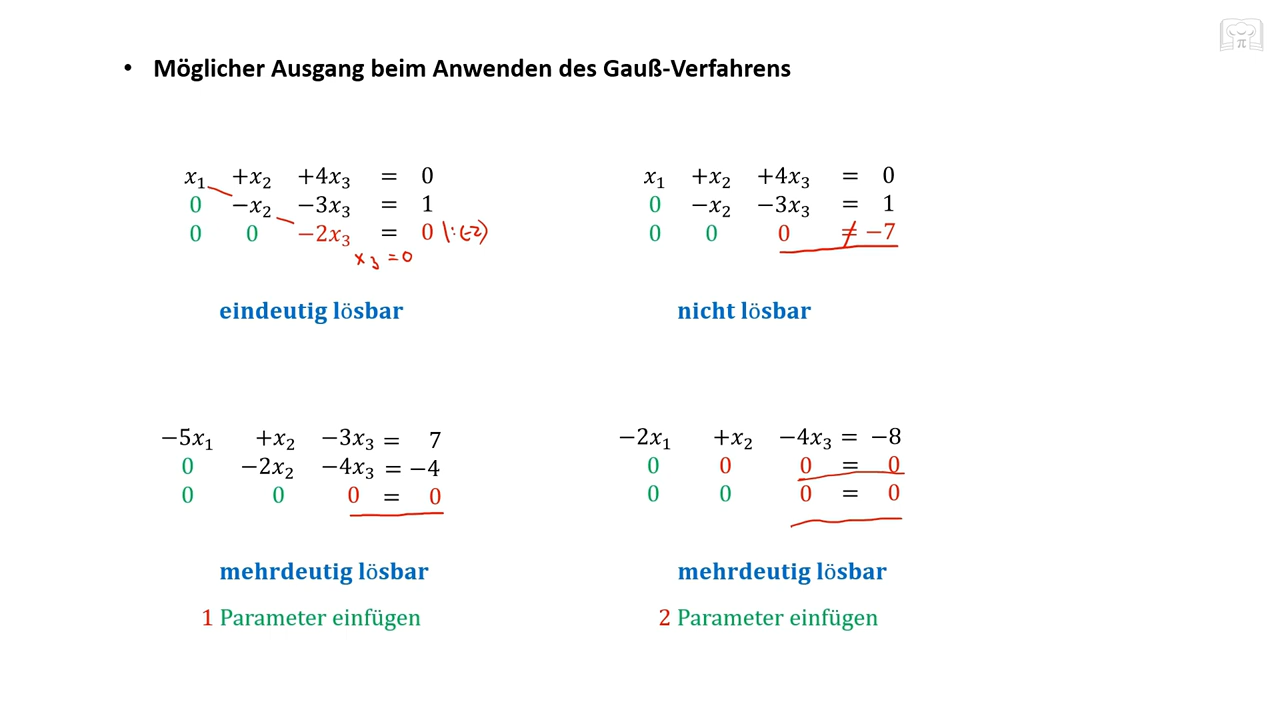 • Möglicher Ausgang beim Anwenden des Gauß-Verfahrens
x₁ +x₂ +4x₃ = 0
0 −x₂ −3x₃ = 1
0 0 −2x₃ = 0 |:(-2)
x₃ = 0
eindeutig lösbar
x₁ +x₂ +4x₃ = 0
0 −x₂ −3x₃ = 1
0 0 0 ≠ −7
nicht lösbar
−5x₁ +x₂ −3x₃ = 7
0 −2x₂ −4x₃ = −4
0 0 0 = 0
mehrdeutig lösbar
1 Parameter einfügen
−2x₁ +x₂ −4x₃ = −8
0 0 0 = 0
0 0 0 = 0
mehrdeutig lösbar
2 Parameter einfügen
π